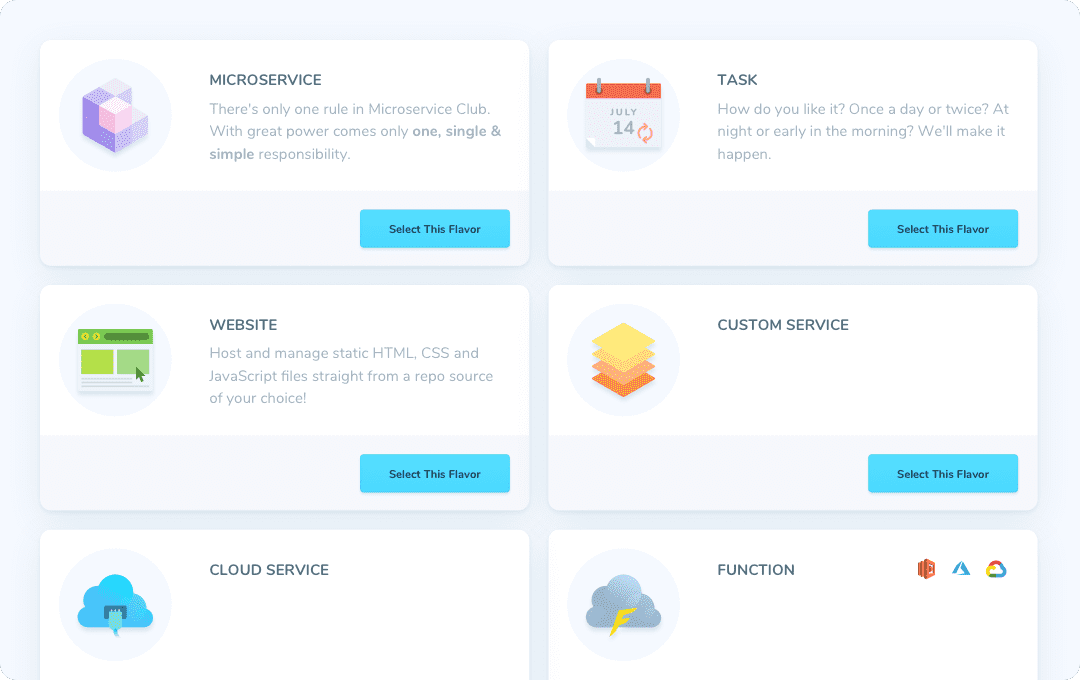 MICROSERVICE
There's only one rule in Microservice Club.
With great power comes only one, single &
simple responsibility.
Select This Flavor
TASK
JULY
14
How do you like it? Once a day or twice? At
night or early in the morning? We'll make it
happen.
Select This Flavor
WEBSITE
Host and manage static HTML, CSS and
JavaScript files straight from a repo source
of your choice!
Select This Flavor
CUSTOM SERVICE
Select This Flavor
CLOUD SERVICE
FUNCTION